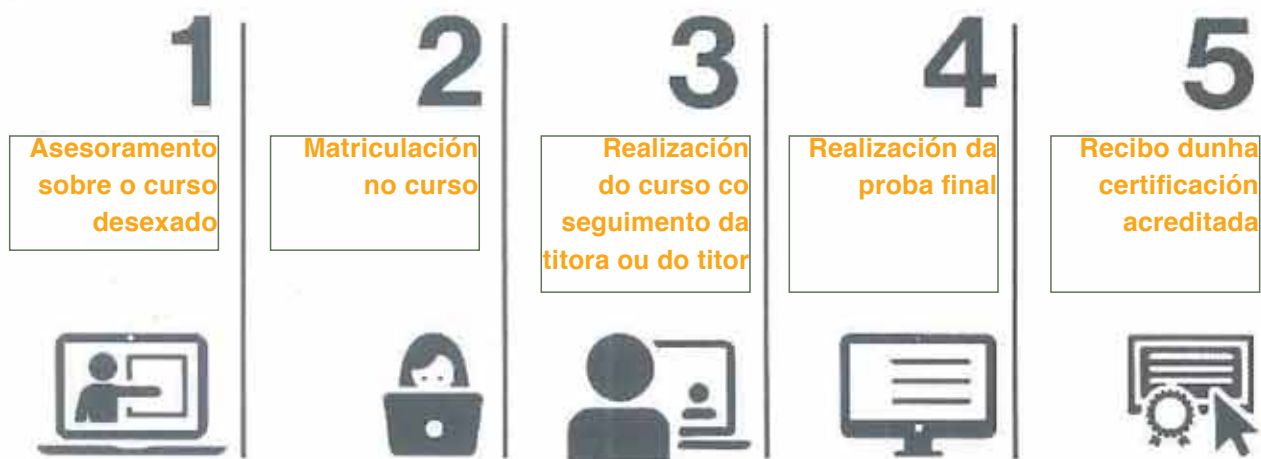 1
Asesoramento
sobre o curso
desexado
2
Matriculación
no curso
3
Realización
do curso co
seguimento da
titora ou do titor
4
Realización da
proba final
5
Recibo dunha
certificación
acreditada